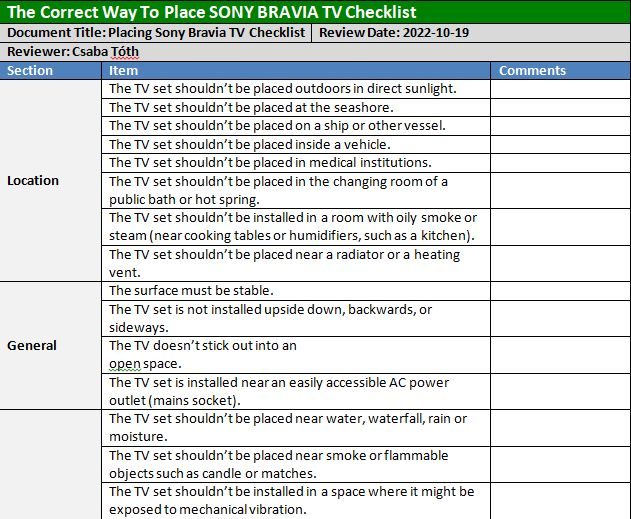 The Correct Way To Place SONY BRAVIA TV Checklist
Document Title: Placing Sony Bravia TV Checklist Review Date: 2022-10-19
Reviewer: Csaba Tóth
Section Item Comments
Location
The TV set shouldn't be placed outdoors in direct sunlight.
The TV set shouldn't be placed at the seashore.
The TV set shouldn't be placed on a ship or other vessel.
The TV set shouldn't be placed inside a vehicle.
The TV set shouldn't be placed in medical institutions.
The TV set shouldn't be placed in the changing room of a
public bath or hot spring.
The TV set shouldn't be installed in a room with oily smoke or
steam (near cooking tables or humidifiers, such as a kitchen).
The TV set shouldn't be placed near a radiator or a heating
vent.
General
The surface must be stable.
The TV set is not installed upside down, backwards, or
sideways.
The TV doesn't stick out into an
open space.
The TV set is installed near an easily accessible AC power
outlet (mains socket).
The TV set shouldn't be placed near water, waterfall, rain or
moisture.
The TV set shouldn't be placed near smoke or flammable
objects such as candle or matches.
The TV set shouldn't be installed in a space where it might be
exposed to mechanical vibration.